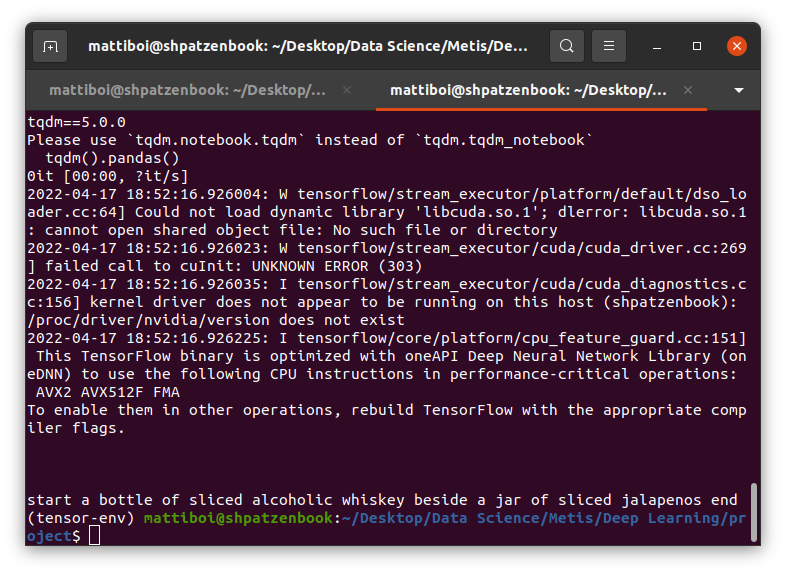 mattiboi@shpatzenbook: ~/Desktop/Data Science/Metis/De...
mattiboi@shpatzenbook: ~/Desktop/...
mattiboi@shpatzenbook: ~/Desktop/...
tqdm==5.0.0
Please use `tqdm.notebook.tqdm` instead of `tqdm.tqdm_notebook`
  tqdm().pandas()
0it [00:00, ?it/s]
2022-04-17 18:52:16.926004: W tensorflow/stream_executor/platform/default/dso_lo
ader.cc:64] Could not load dynamic library 'libcuda.so.1'; dlerror: libcuda.so.1
: cannot open shared object file: No such file or directory
2022-04-17 18:52:16.926023: W tensorflow/stream_executor/cuda/cuda_driver.cc:269
] failed call to cuInit: UNKNOWN ERROR (303)
2022-04-17 18:52:16.926035: I tensorflow/stream_executor/cuda/cuda_diagnostics.c
c:156] kernel driver does not appear to be running on this host (shpatzenbook):
/proc/driver/nvidia/version does not exist
2022-04-17 18:52:16.926225: I tensorflow/core/platform/cpu_feature_guard.cc:151]
 This TensorFlow binary is optimized with oneAPI Deep Neural Network Library (on
eDNN) to use the following CPU instructions in performance-critical operations:
 AVX2 AVX512F FMA
To enable them in other operations, rebuild TensorFlow with the appropriate comp
iler flags.
start a bottle of sliced alcoholic whiskey beside a jar of sliced jalapenos end
(tensor-env) mattiboi@shpatzenbook:~/Desktop/Data Science/Metis/Deep Learning/pr
oject$